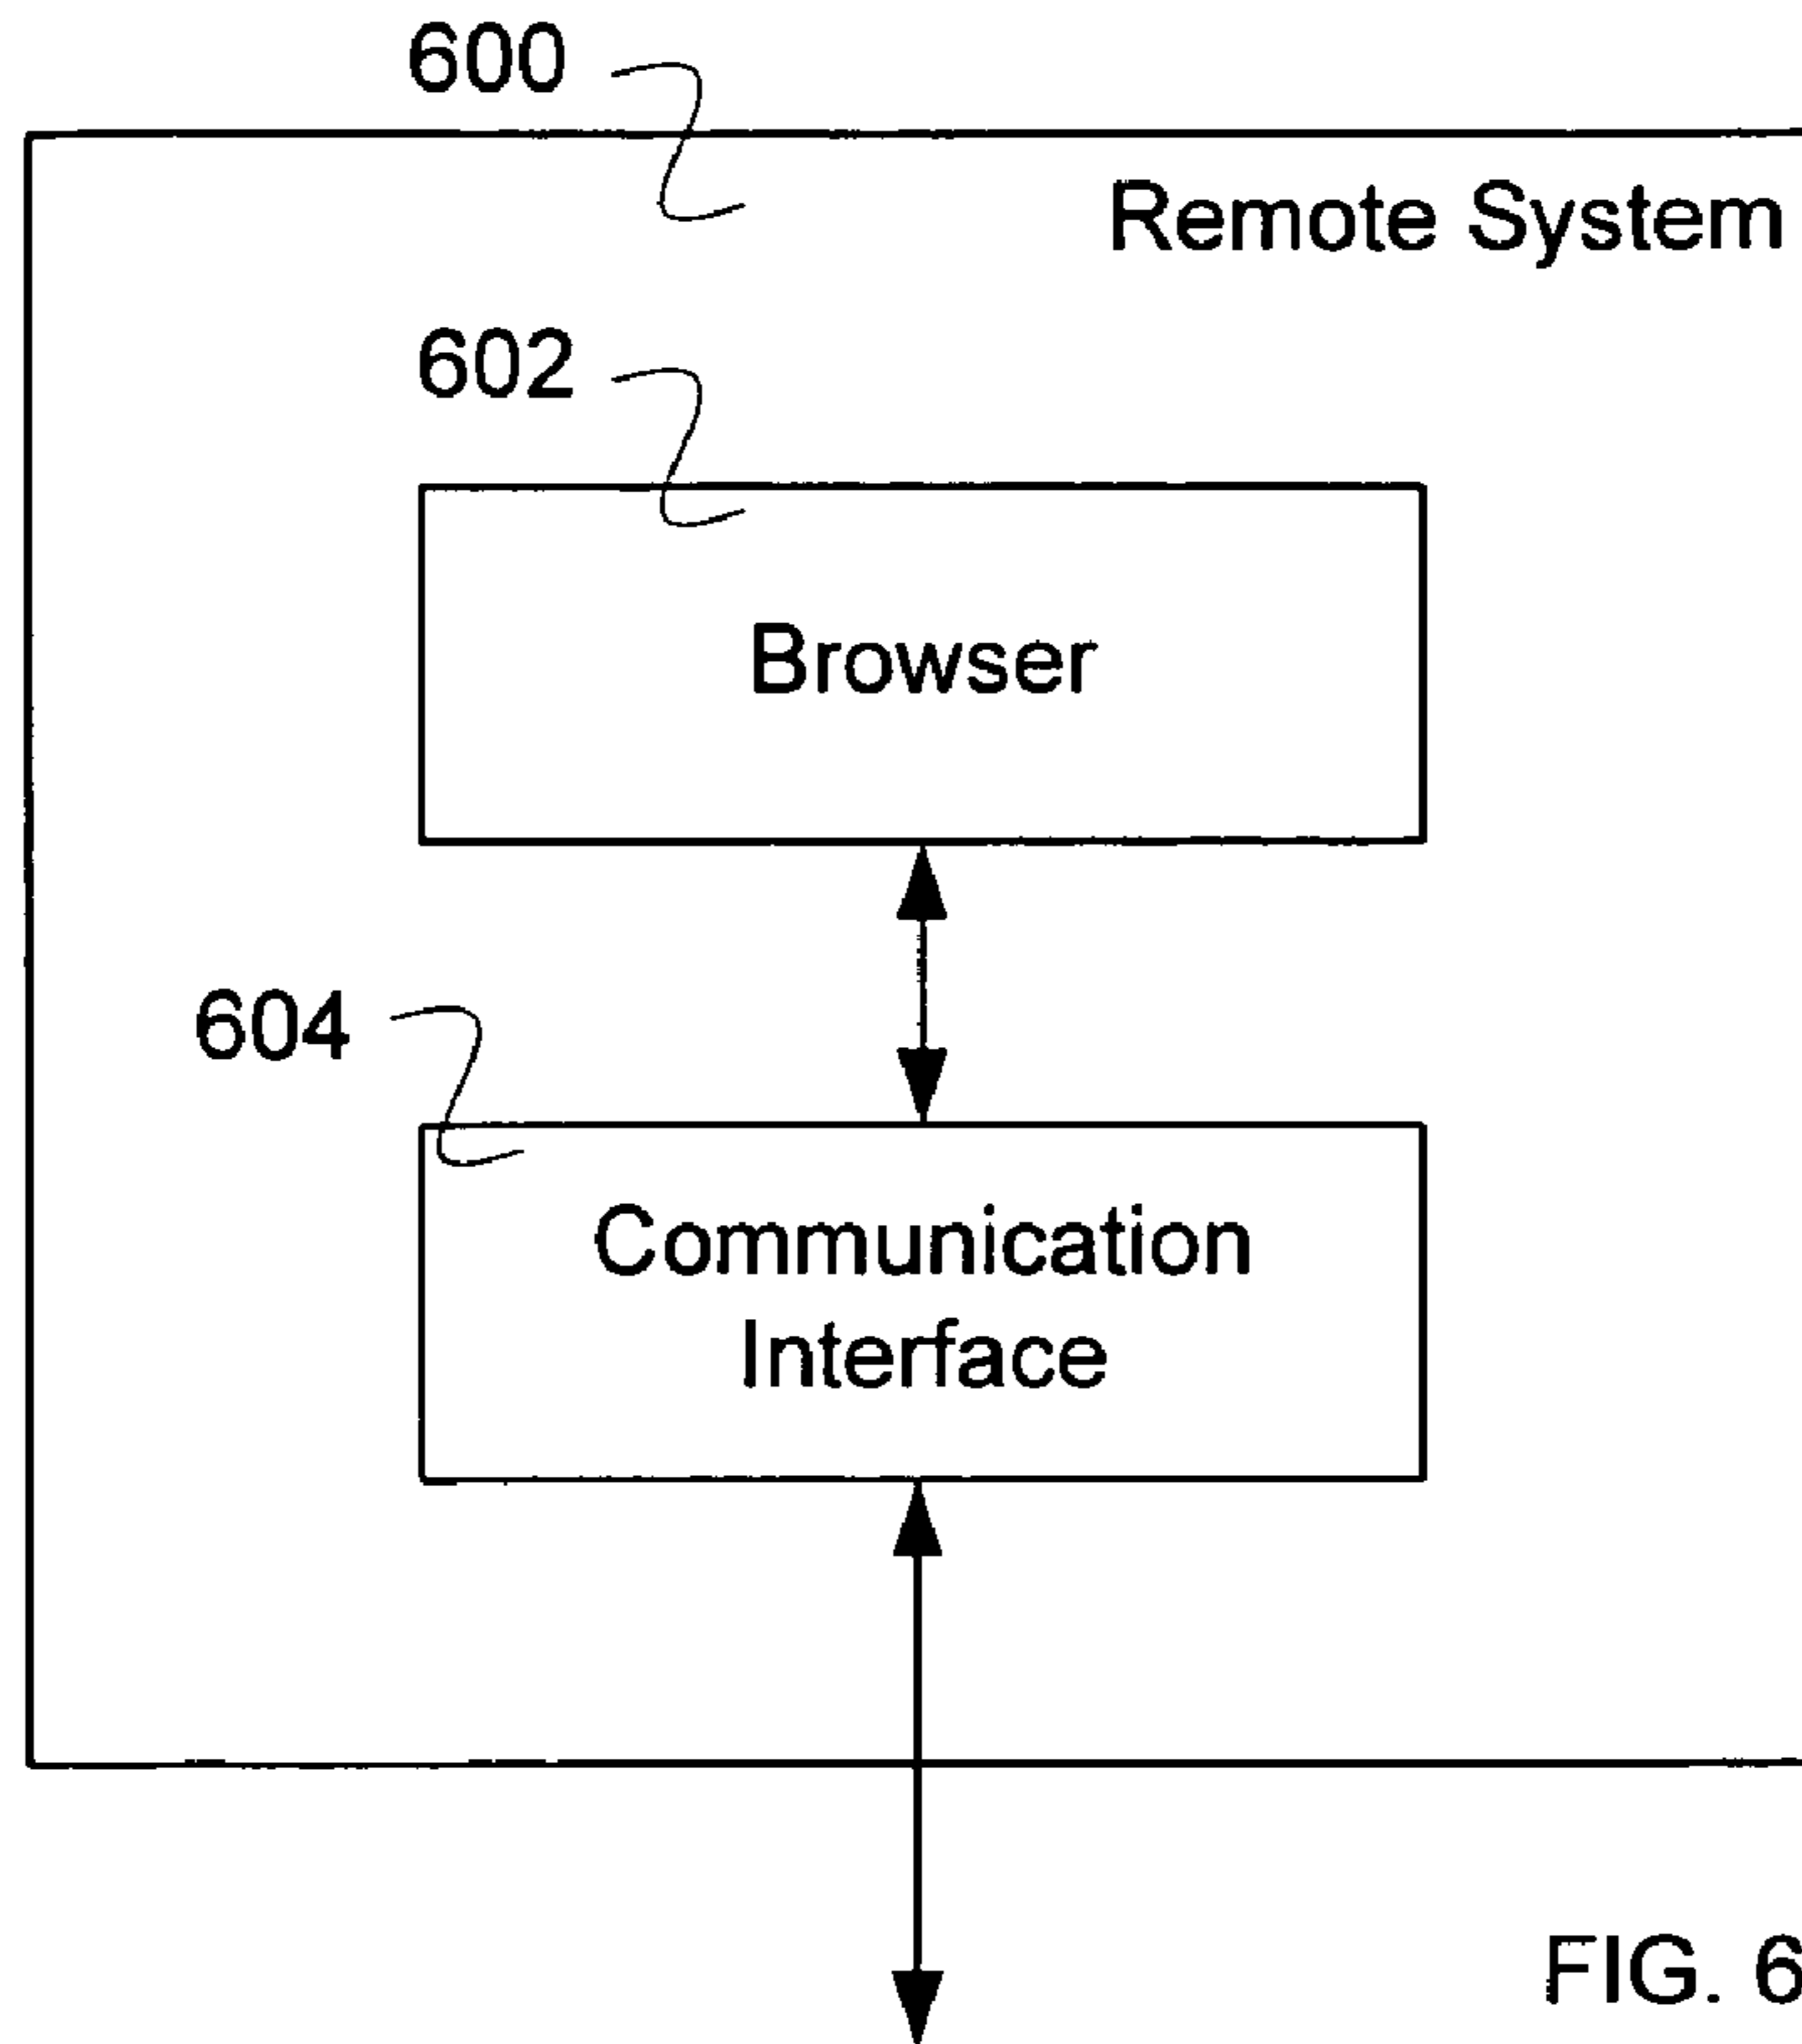 600
Remote System
602
Browser
604
Communication
Interface
FIG. 6